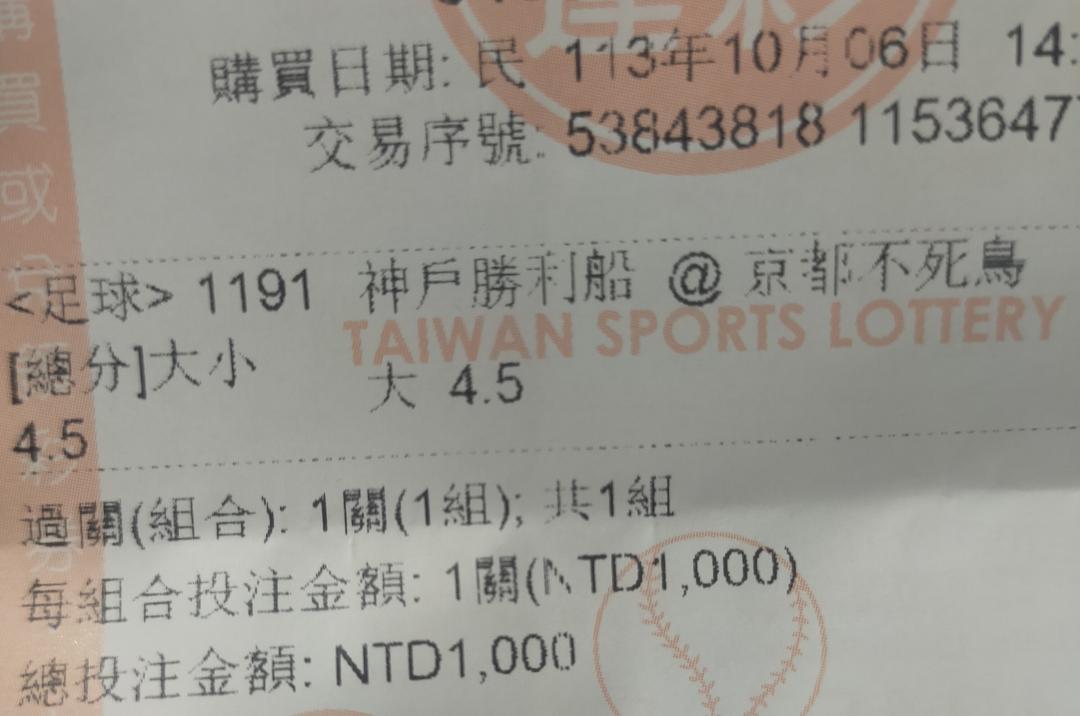 購買日期: 民 113年10月06日 14:
交易序號: 53843818 1153647
<足球> 1191 神戶勝利船 @ 京都不死鳥
TAIWAN SPORTS LOTTERY
[總分]大小 大 4.5
4.5
過關(組合): 1關(1組); 共1組
每組合投注金額: 1關(NTD1,000)
總投注金額: NTD1,000
購買或